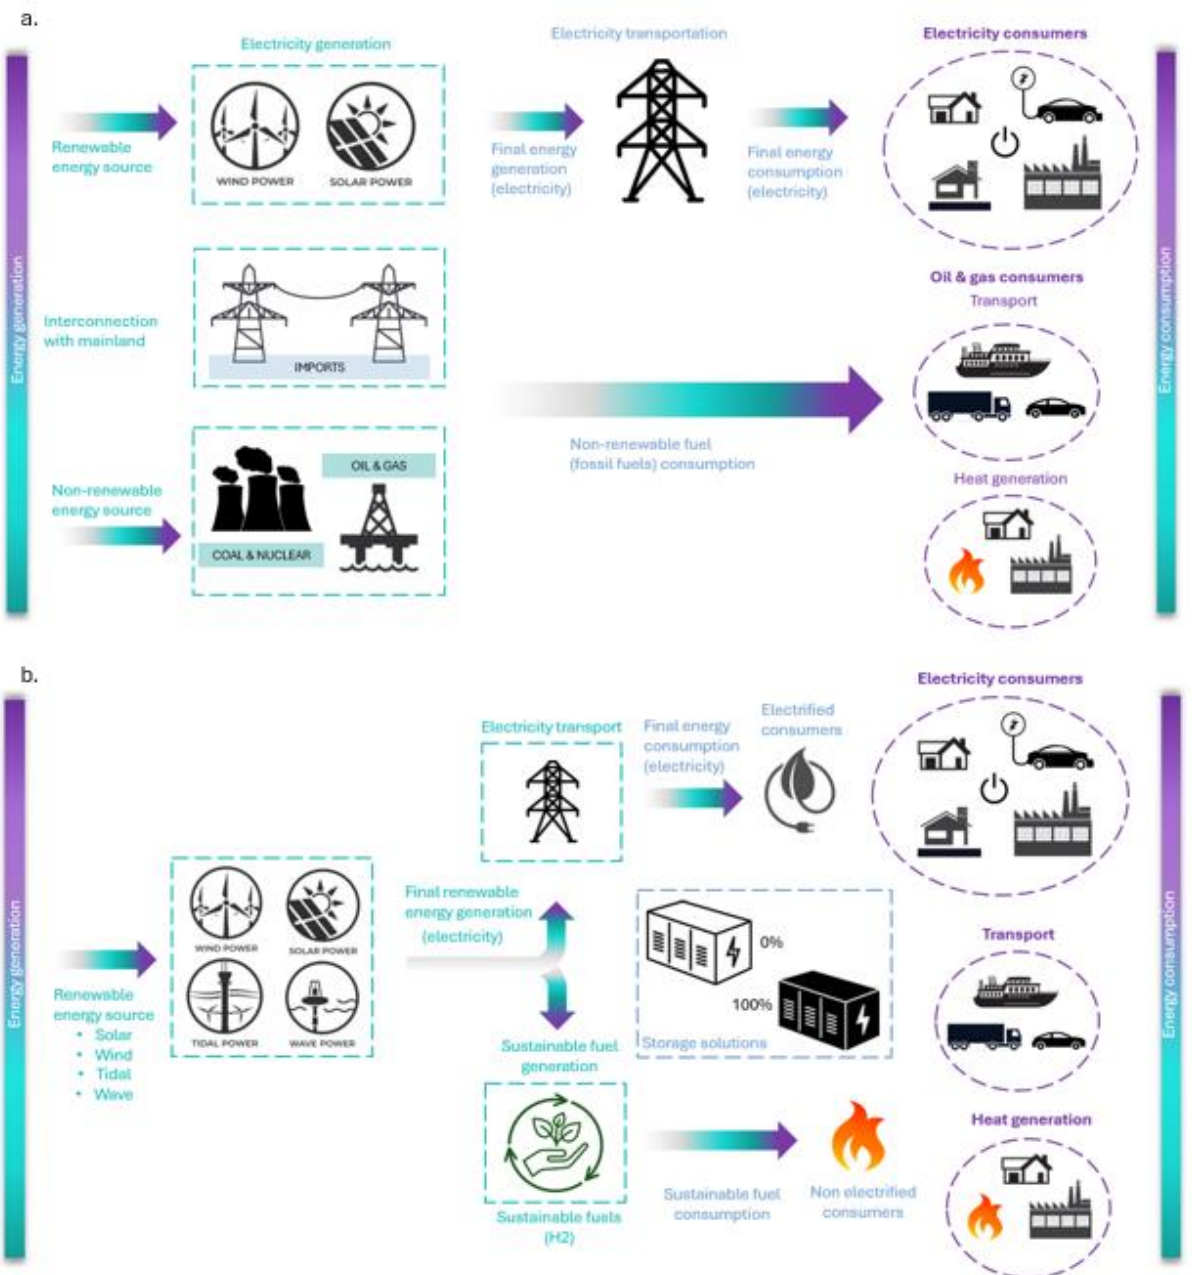 a.
Electricity generation
Electricity transportation
Electricity consumers
Renewable
energy source
WIND POWER
SOLAR POWER
Final energy
generation
(electricity)
Final energy
consumption
(electricity)
Energy generation
Interconnection
with mainland
IMPORTS
Oil & gas consumers
Transport
Energy consumption
Non-renewable fuel
(fossil fuels) consumption
Non-renewable
energy source
OIL & GAS
COAL & NUCLEAR
Heat generation
b.
Electricity consumers
Electricity transport
Final energy
consumption
(electricity)
Electrified
consumers
Energy generation
WIND POWER
SOLAR POWER
TIDAL POWER
WAVE POWER
Renewable
energy source
• Solar
• Wind
• Tidal
• Wave
Final renewable
energy generation
(electricity)
0%
100%
Storage solutions
Transport
Energy consumption
Sustainable fuel
generation
Sustainable fuels
(H2)
Sustainable fuel
consumption
Non electrified
consumers
Heat generation